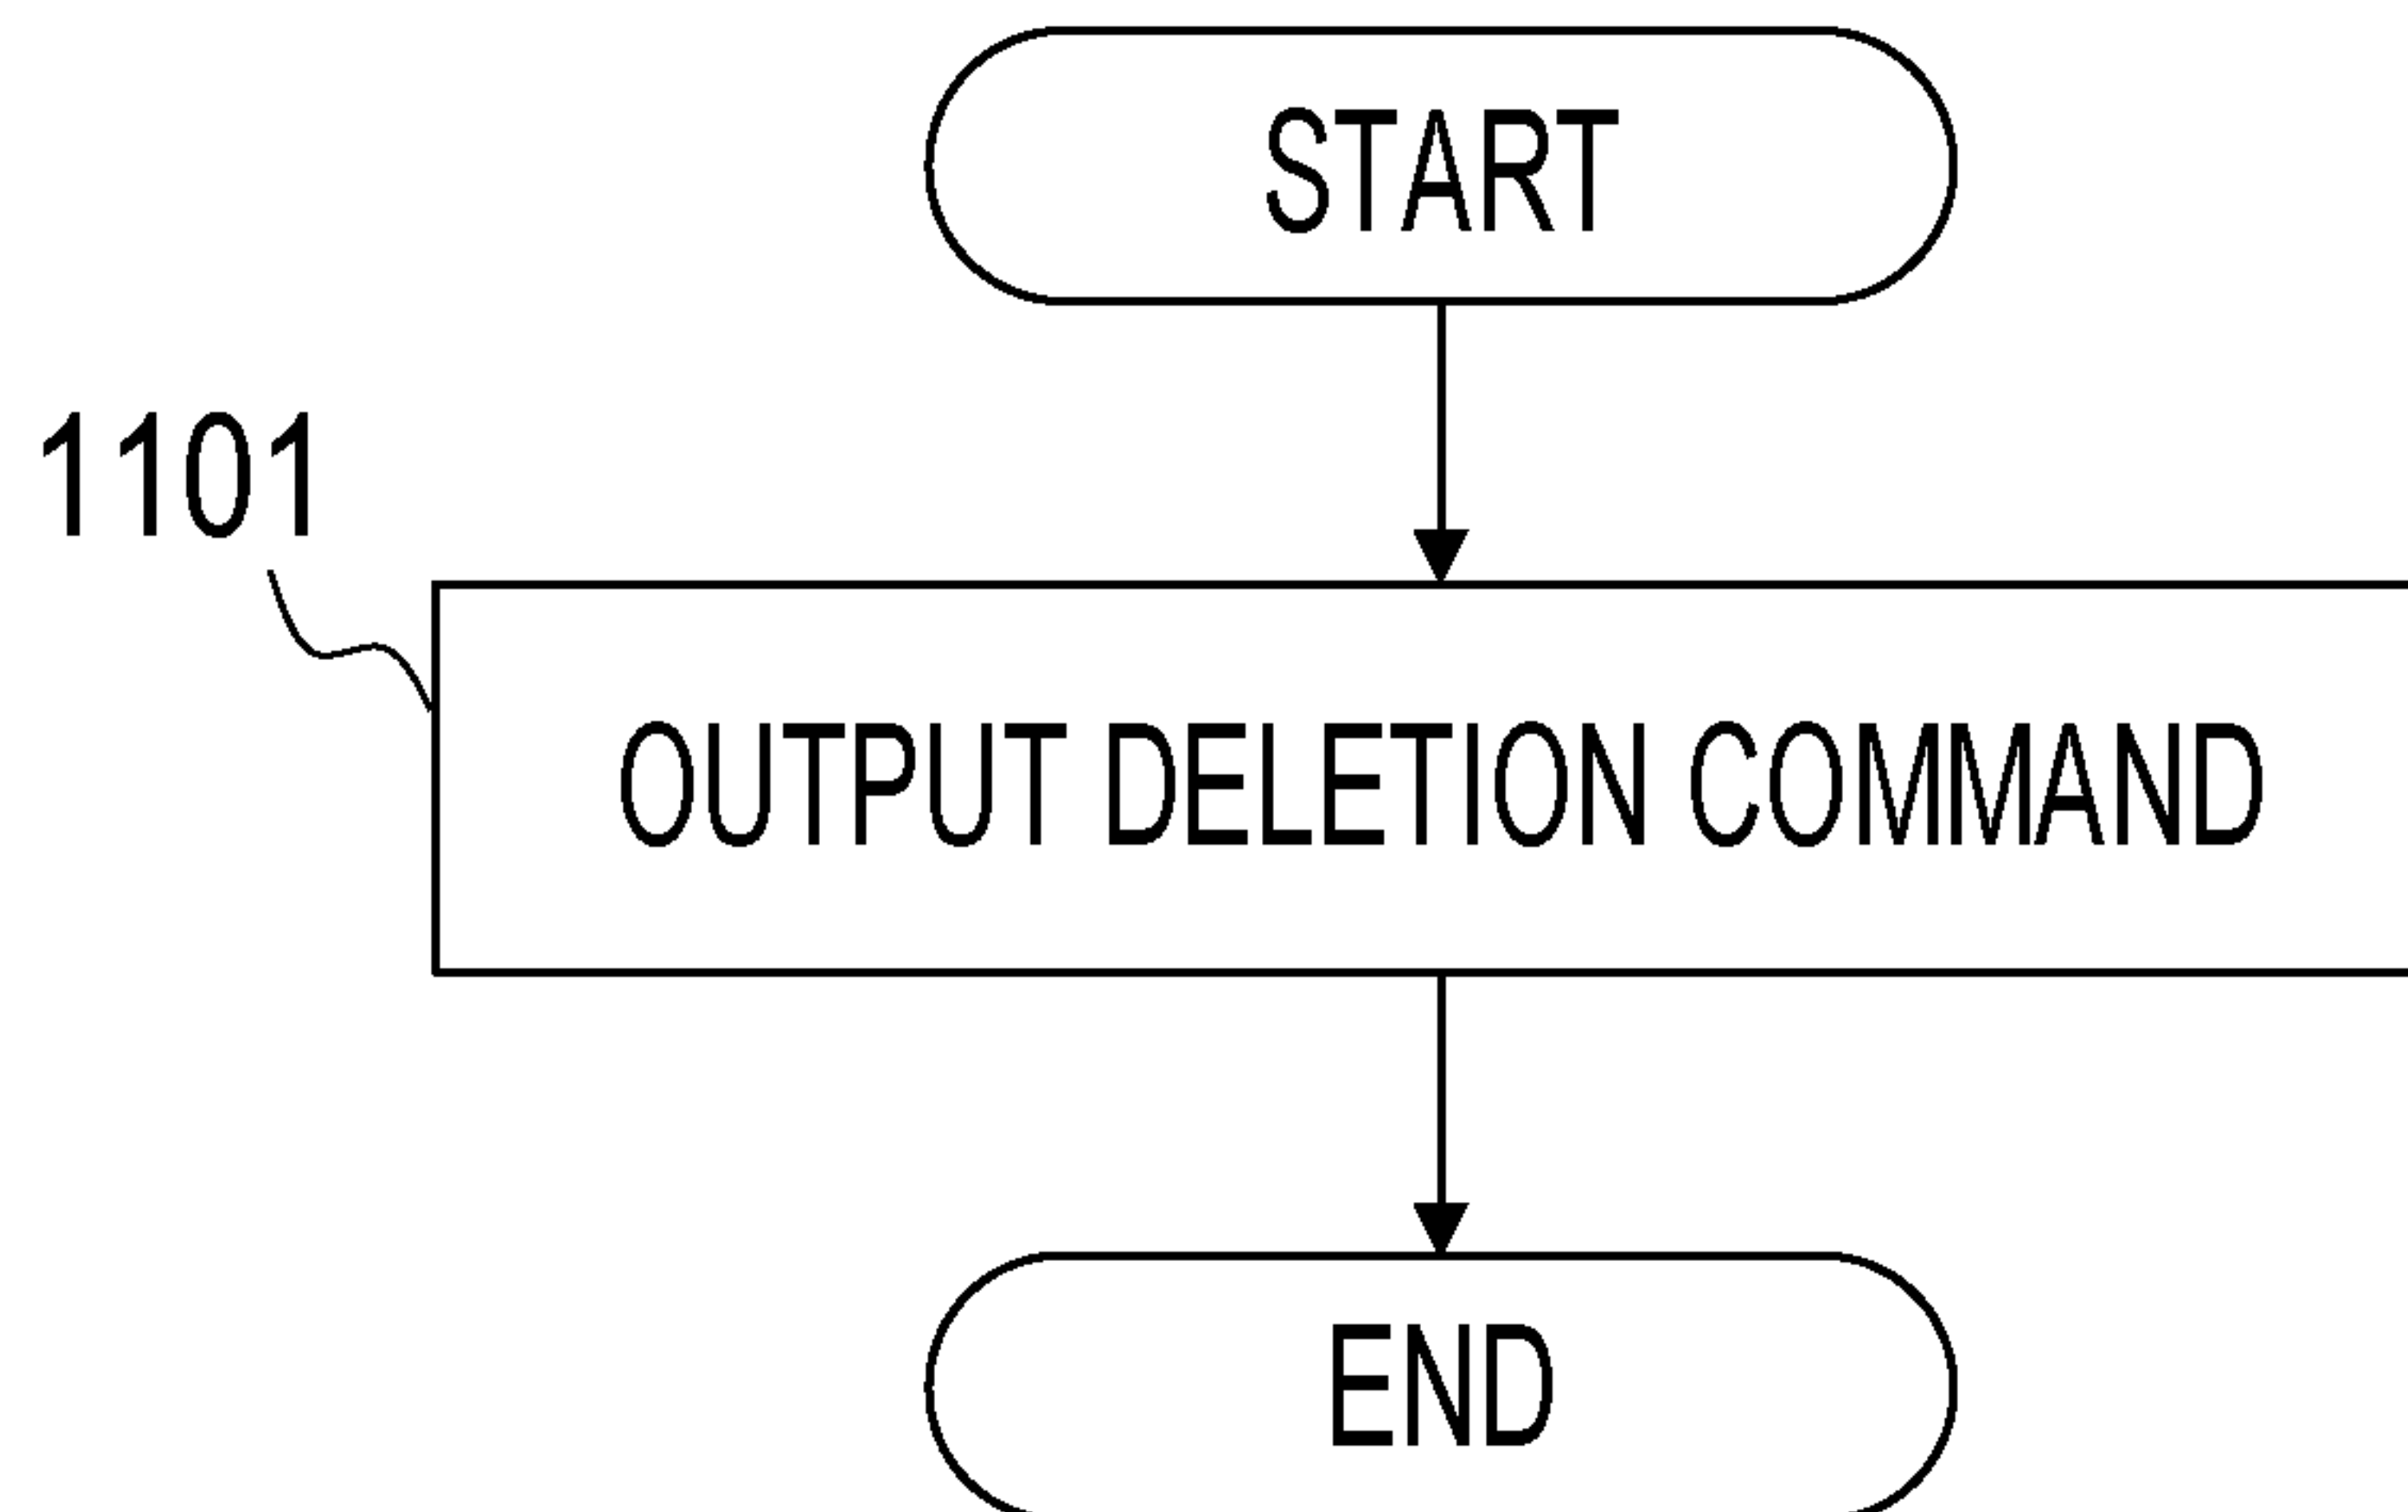 START
1101
OUTPUT DELETION COMMAND
END